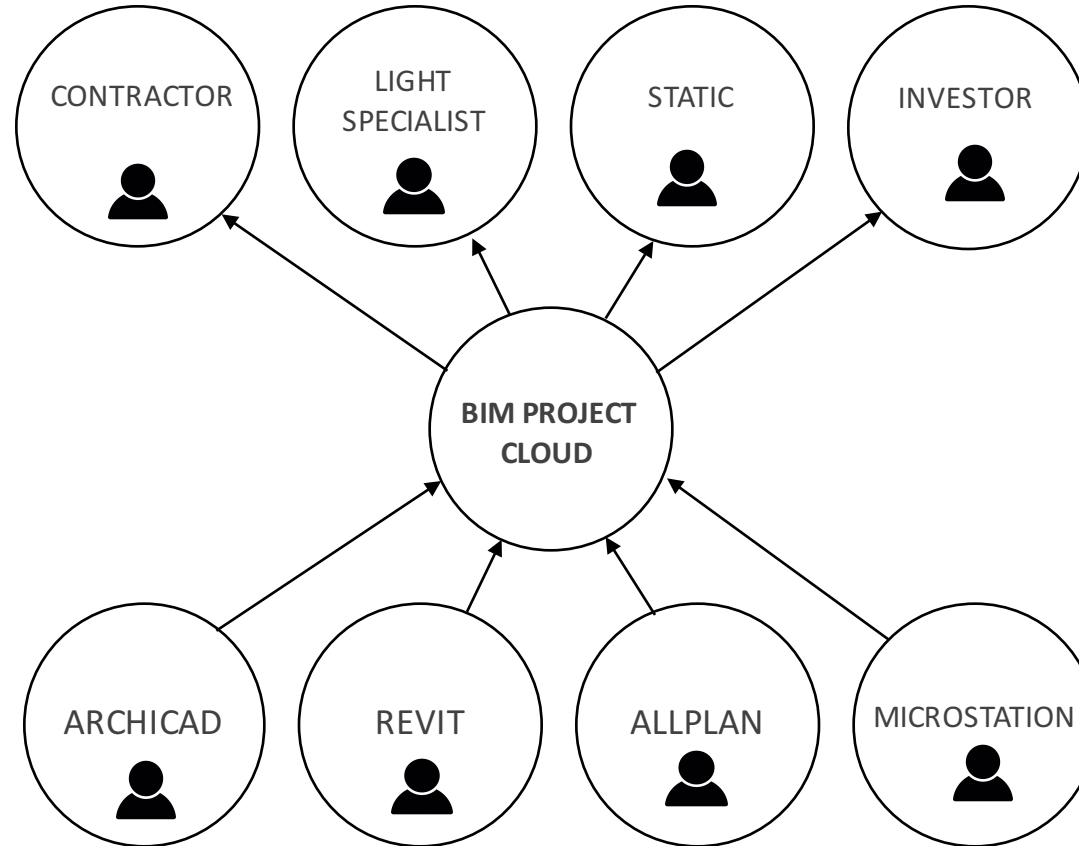 CONTRACTOR
LIGHT
SPECIALIST
STATIC
INVESTOR
BIM PROJECT
CLOUD
ARCHICAD
REVIT
ALLPLAN
MICROSTATION